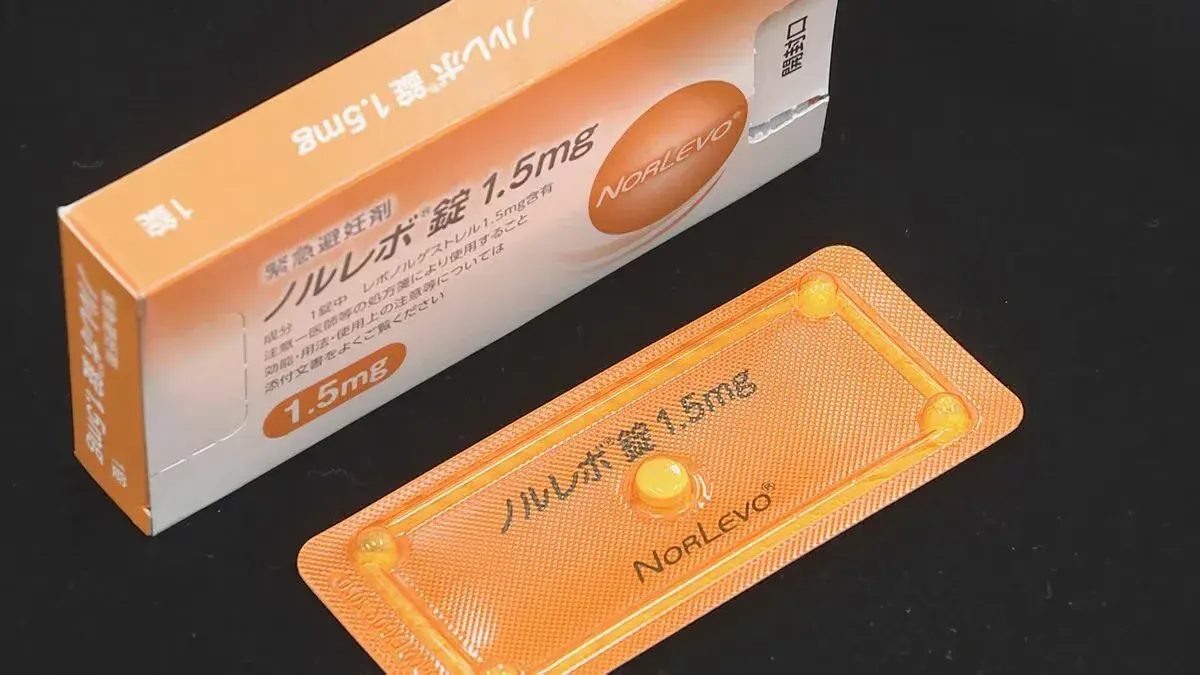 ノルレボ®錠 1.5mg
1錠
開封口
NORLEVO®
緊急避妊剤
ノルレボ®錠 1.5mg
成分 1錠中 レボノルゲストレル1.5mg含有
注意-医師等の処方箋により使用すること
効能・用法・使用上の注意等については
添付文書をよくご覧ください
1.5mg
ノルレボ®錠 1.5mg
NORLEVO®